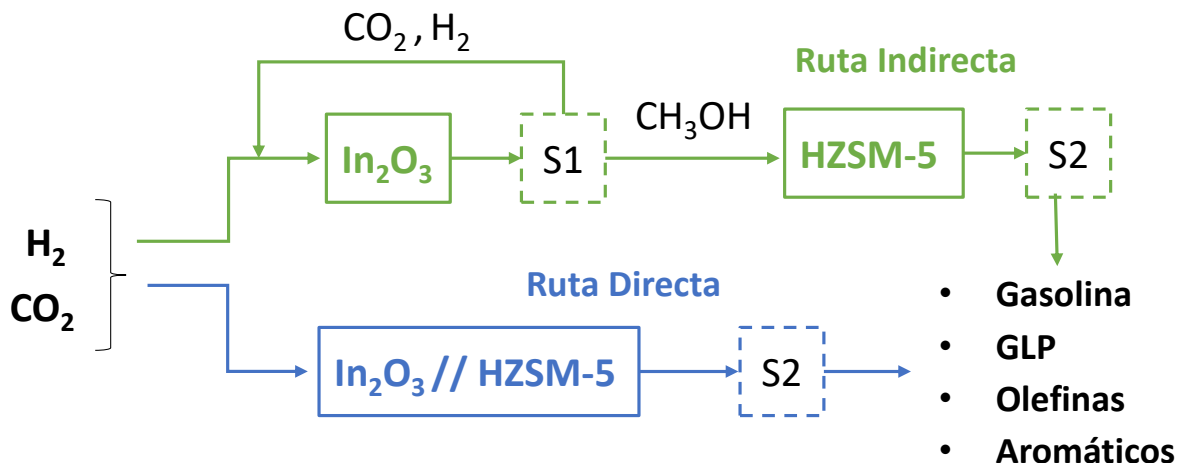 CO₂ , H₂
Ruta Indirecta
CH₃OH
In₂O₃
S1
HZSM-5
S2
H₂
CO₂
Ruta Directa
In₂O₃ // HZSM-5
S2
• Gasolina
• GLP
• Olefinas
• Aromáticos